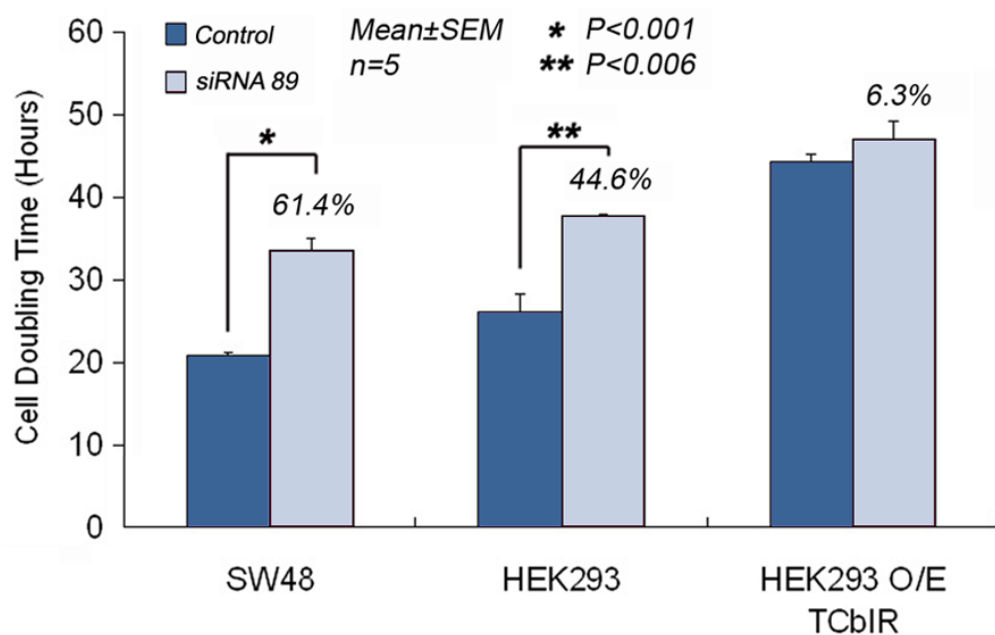 60
50
40
30
20
10
0
Cell Doubling Time (Hours)
Control
siRNA 89
Mean±SEM
n=5
* P<0.001
** P<0.006
*
61.4%
**
44.6%
6.3%
SW48
HEK293
HEK293 O/E
TCblR